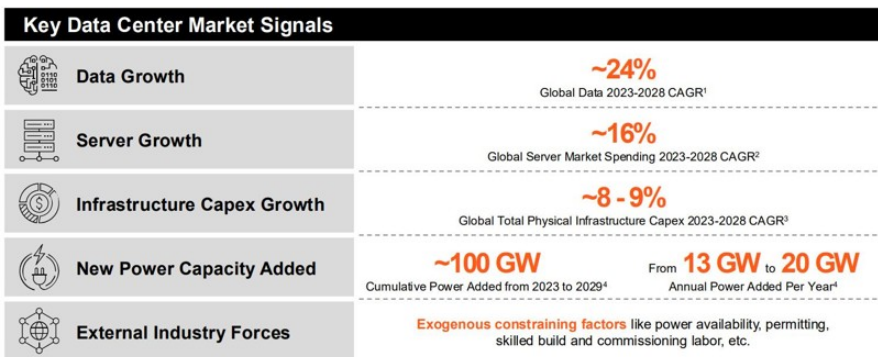 Key Data Center Market Signals
0110
0101
0110
Data Growth
~24%
Global Data 2023-2028 CAGR¹
Server Growth
~16%
Global Server Market Spending 2023-2028 CAGR²
$
Infrastructure Capex Growth
~8 - 9%
Global Total Physical Infrastructure Capex 2023-2028 CAGR³
New Power Capacity Added
~100 GW
Cumulative Power Added from 2023 to 2029⁴
From 13 GW to 20 GW
Annual Power Added Per Year⁴
External Industry Forces
Exogenous constraining factors like power availability, permitting,
skilled build and commissioning labor, etc.